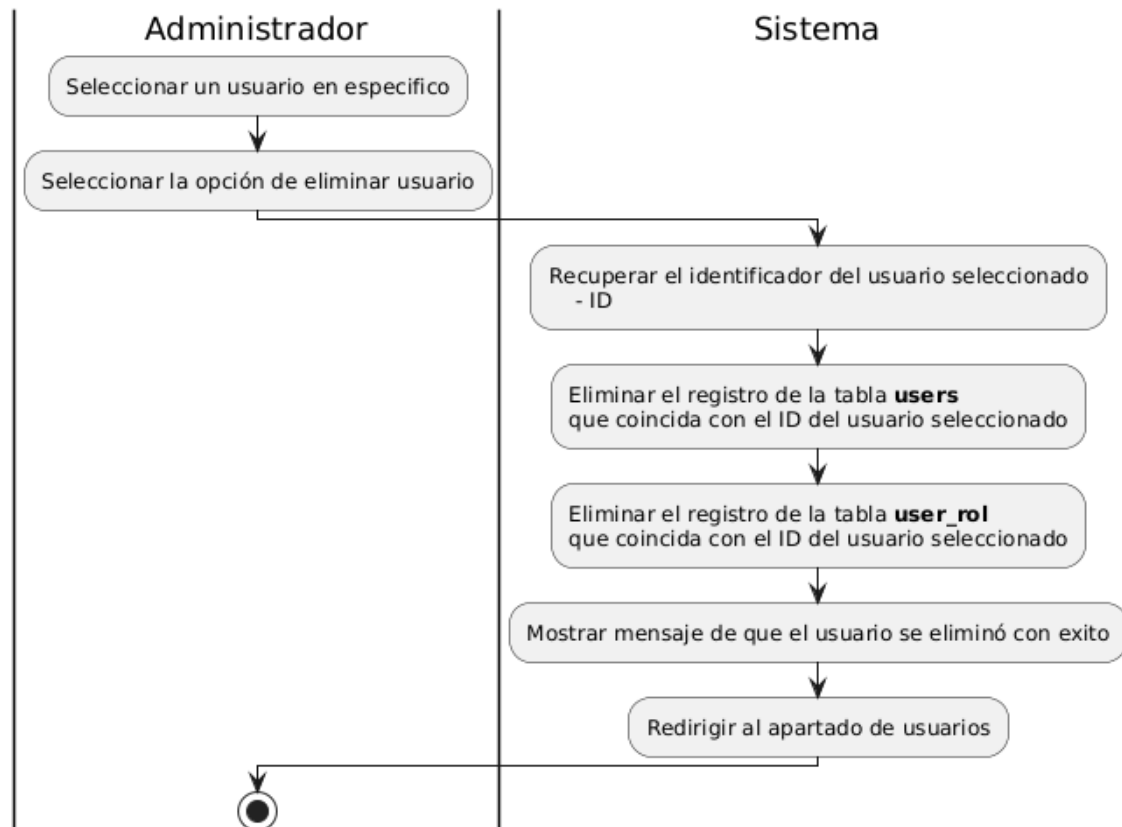 Administrador
Sistema
Seleccionar un usuario en especifico
Seleccionar la opción de eliminar usuario
Recuperar el identificador del usuario seleccionado
- ID
Eliminar el registro de la tabla users
que coincida con el ID del usuario seleccionado
Eliminar el registro de la tabla user_rol
que coincida con el ID del usuario seleccionado
Mostrar mensaje de que el usuario se eliminó con exito
Redirigir al apartado de usuarios